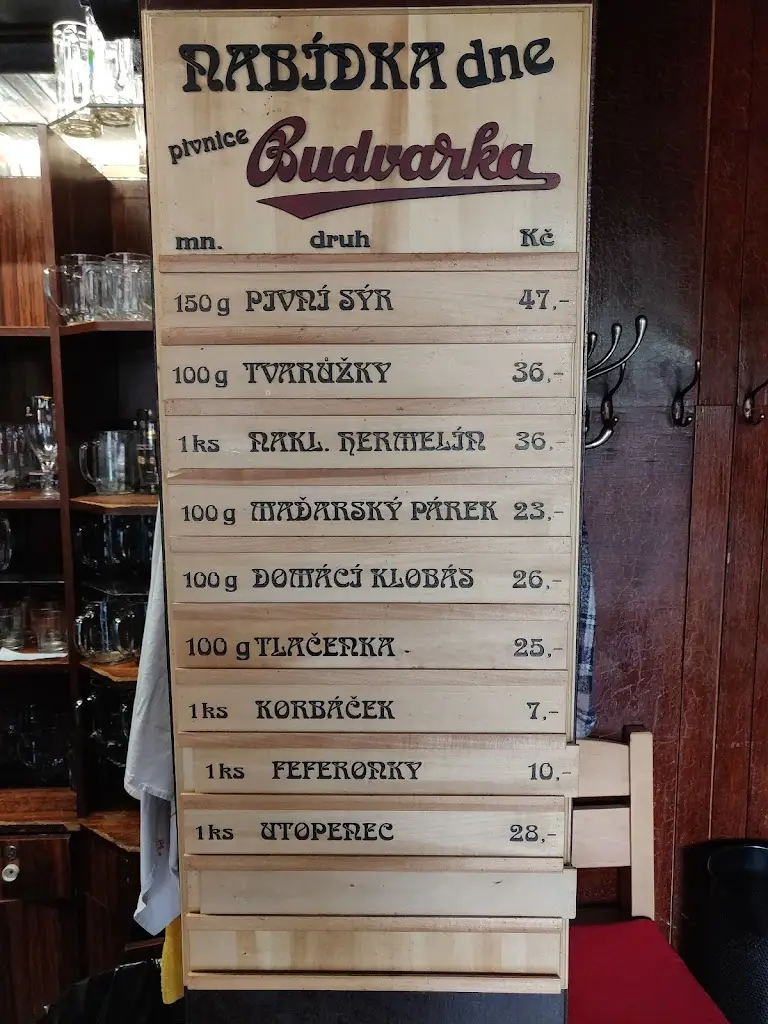 NABÍDKA dne
pivnice Budvarka
mn. druh Kč
150 g PIVNÍ SÝR 47,-
100 g TVARŮŽKY 36,-
1 ks NAKL. HERMELÍN 36,-
100 g MAĎARSKÝ PÁREK 23,-
100 g DOMÁCÍ KLOBÁS 26,-
100 g TLAČENKA 25,-
1 ks KORBÁČEK 7,-
1 ks FEFERONKY 10,-
1 ks UTOPENEC 28,-